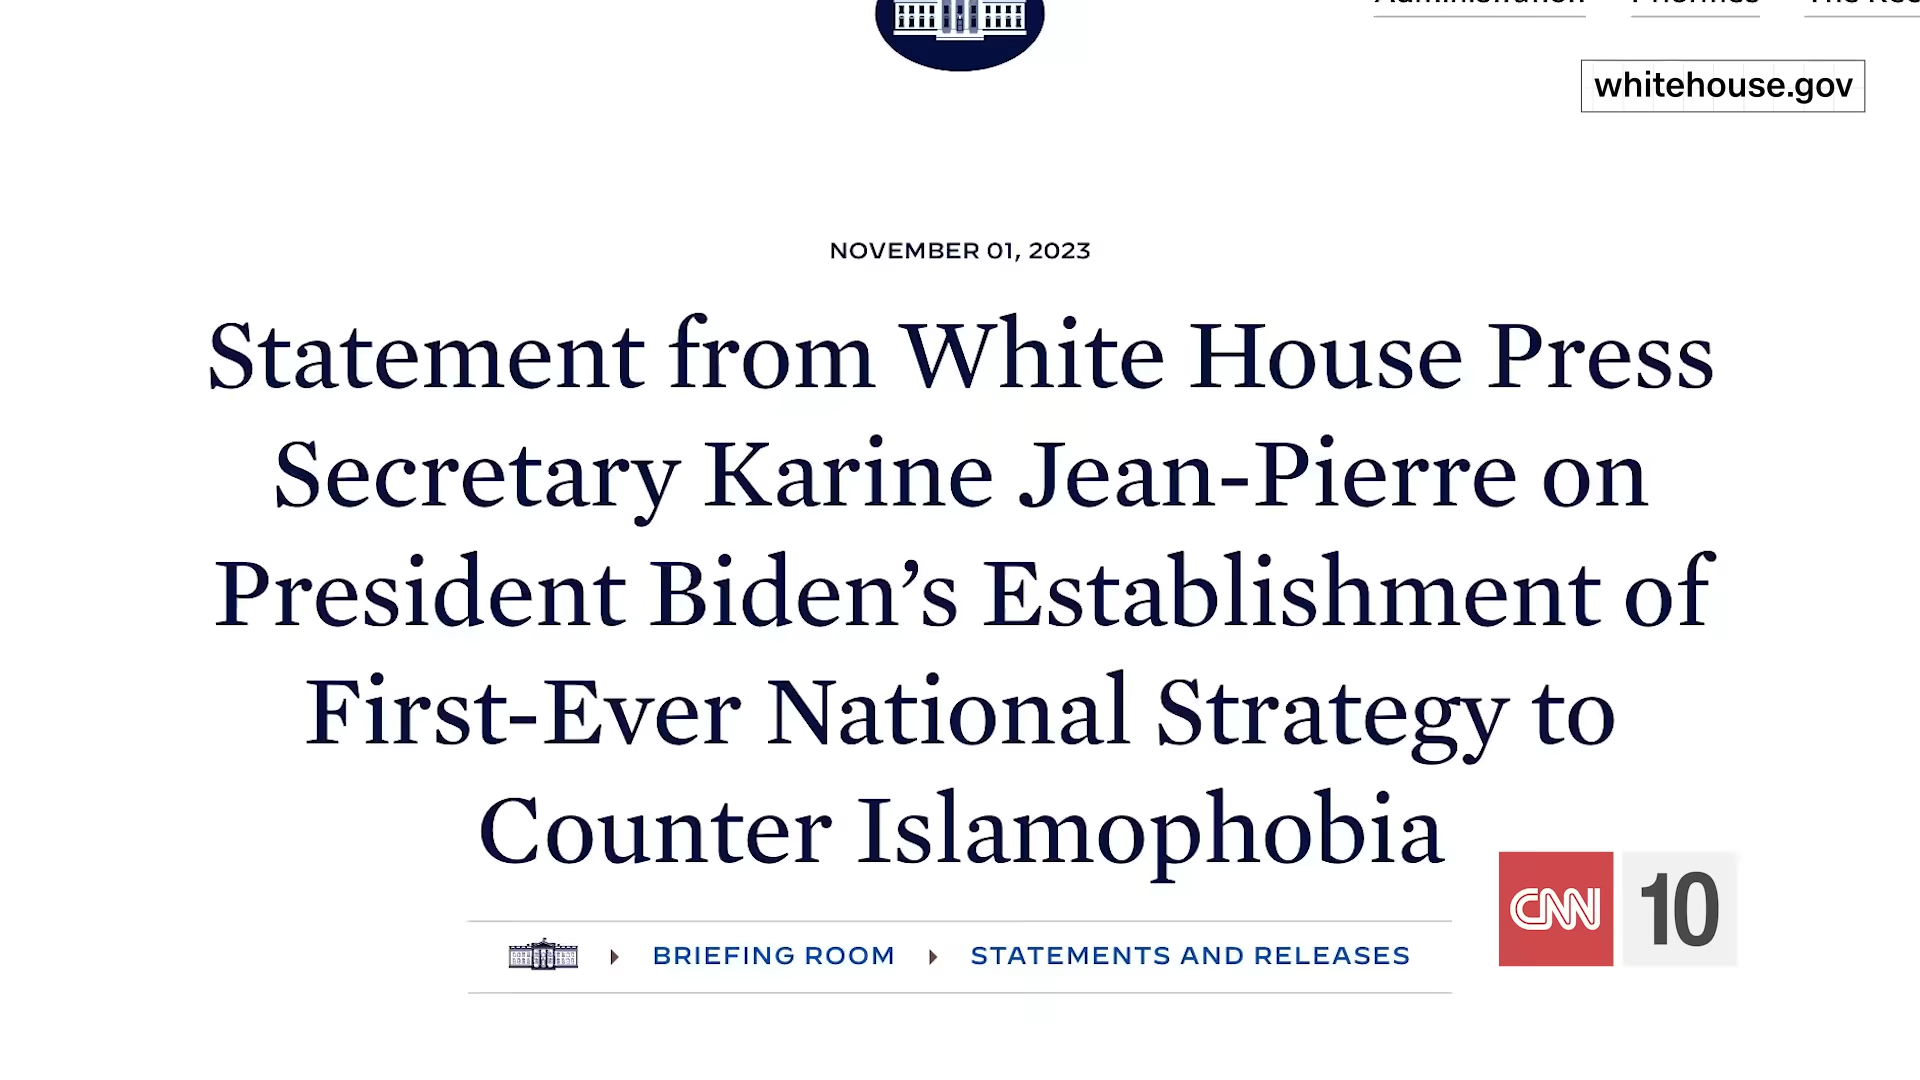 whitehouse.gov
NOVEMBER 01, 2023
Statement from White House Press
Secretary Karine Jean-Pierre on
President Biden’s Establishment of
First-Ever National Strategy to
Counter Islamophobia
BRIEFING ROOM
STATEMENTS AND RELEASES
CNN 10